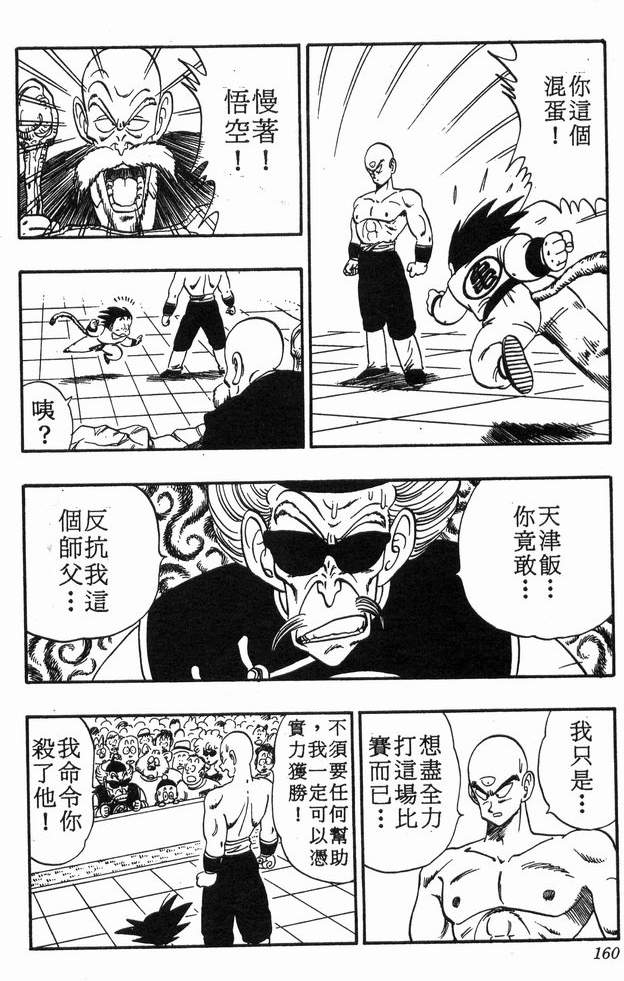 你這個
混蛋！
慢著！
悟空！
咦？
天津飯…
你竟敢…
反抗我這
個師父…
我只是…
想盡全力
打這場比
賽而已…
不須要任何幫助
，我一定可以憑
實力獲勝！
我命令你
殺了他！
160